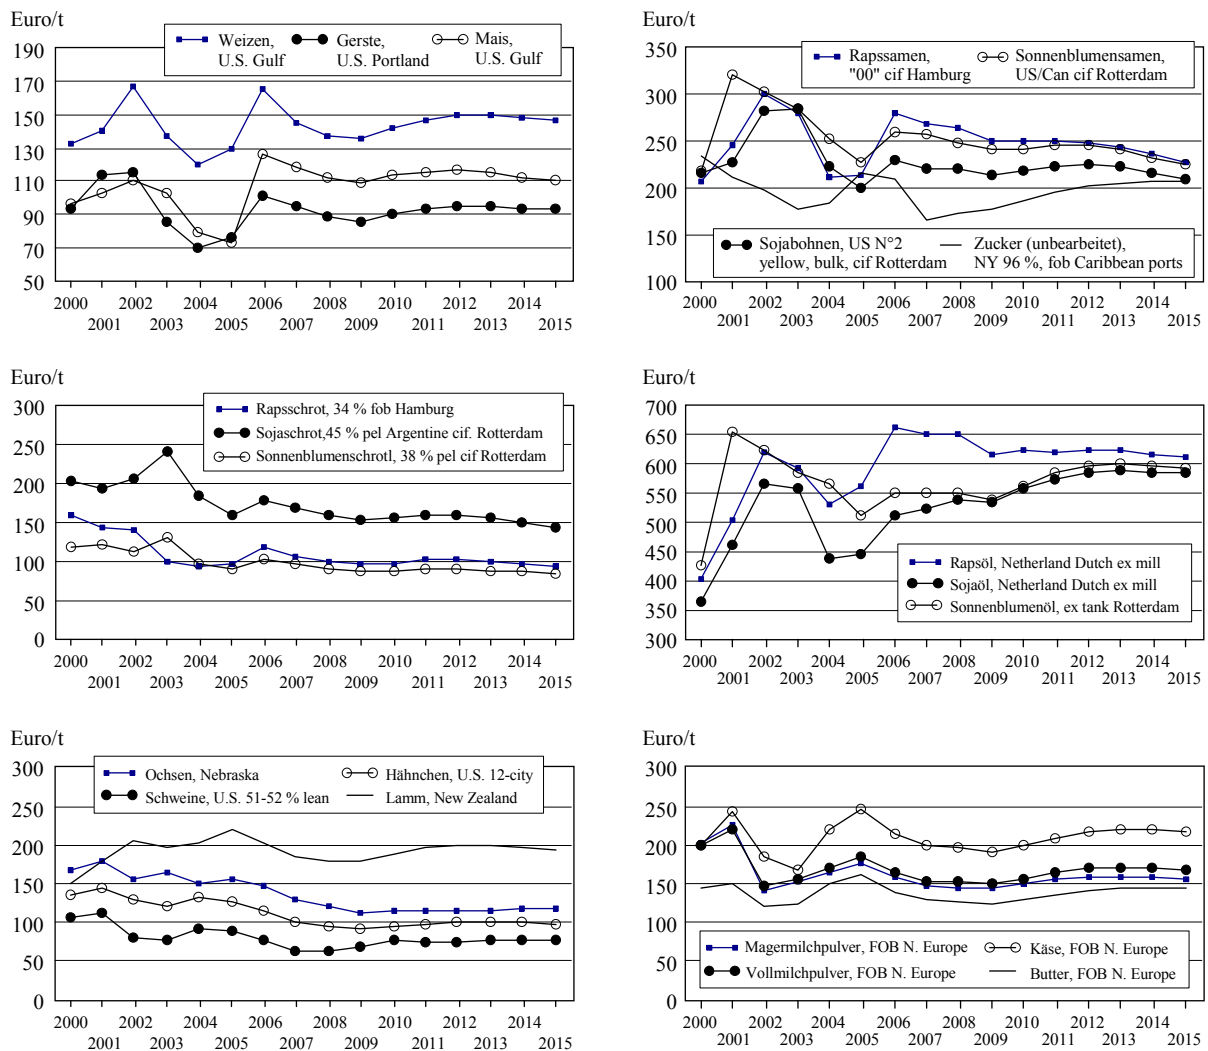 Euro/t
Weizen, U.S. Gulf
Gerste, U.S. Portland
Mais, U.S. Gulf
190
170
150
130
110
90
70
50
2000 2002 2004 2006 2008 2010 2012 2014
2001 2003 2005 2007 2009 2011 2013 2015
Euro/t
Rapssamen, "00" cif Hamburg
Sonnenblumensamen, US/Can cif Rotterdam
350
300
250
200
150
100
Sojabohnen, US N°2 yellow, bulk, cif Rotterdam
Zucker (unbearbeitet), NY 96 %, fob Caribbean ports
2000 2002 2004 2006 2008 2010 2012 2014
2001 2003 2005 2007 2009 2011 2013 2015
Euro/t
Rapsschrot, 34 % fob Hamburg
Sojaschrot,45 % pel Argentine cif. Rotterdam
Sonnenblumenschrotl, 38 % pel cif Rotterdam
300
250
200
150
100
50
0
2000 2002 2004 2006 2008 2010 2012 2014
2001 2003 2005 2007 2009 2011 2013 2015
Euro/t
700
650
600
550
500
450
400
350
300
Rapsöl, Netherland Dutch ex mill
Sojaöl, Netherland Dutch ex mill
Sonnenblumenöl, ex tank Rotterdam
2000 2002 2004 2006 2008 2010 2012 2014
2001 2003 2005 2007 2009 2011 2013 2015
Euro/t
Ochsen, Nebraska
Hähnchen, U.S. 12-city
Schweine, U.S. 51-52 % lean
Lamm, New Zealand
300
250
200
150
100
50
0
2000 2002 2004 2006 2008 2010 2012 2014
2001 2003 2005 2007 2009 2011 2013 2015
Euro/t
300
250
200
150
100
50
0
Magermilchpulver, FOB N. Europe
Käse, FOB N. Europe
Vollmilchpulver, FOB N. Europe
Butter, FOB N. Europe
2000 2002 2004 2006 2008 2010 2012 2014
2001 2003 2005 2007 2009 2011 2013 2015